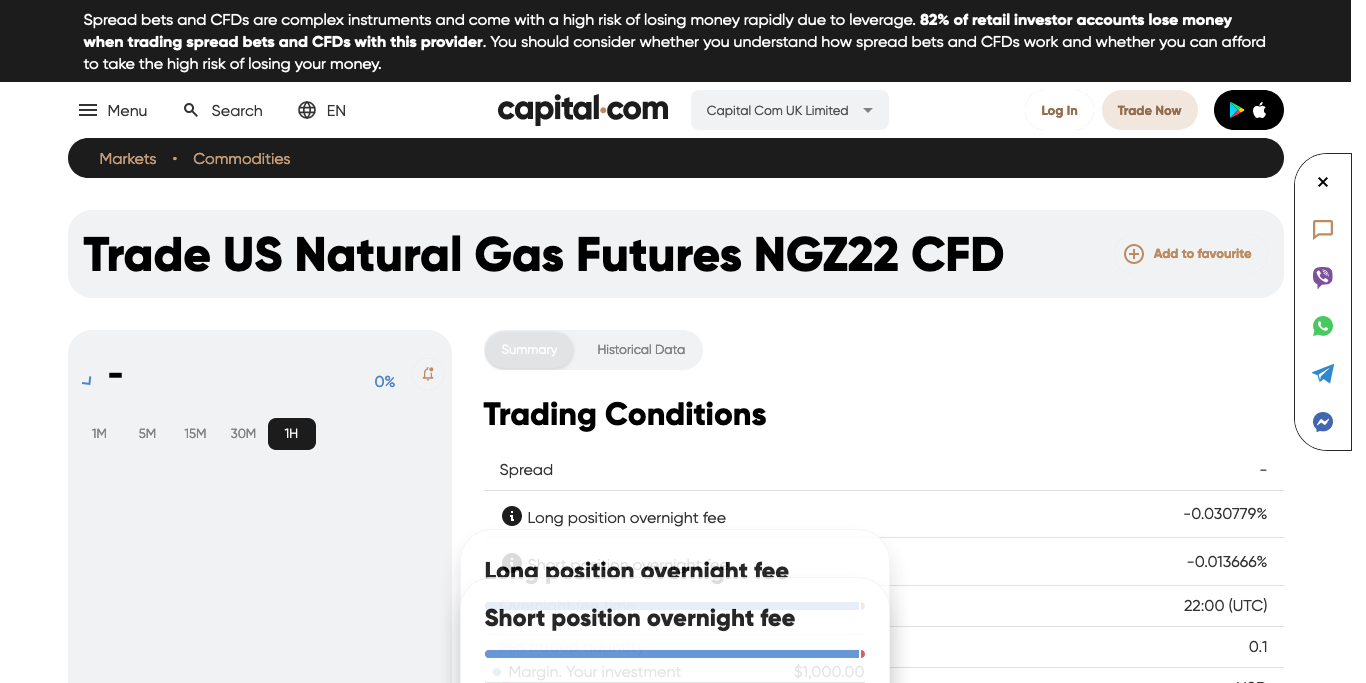 Spread bets and CFDs are complex instruments and come with a high risk of losing money rapidly due to leverage. 82% of retail investor accounts lose money
when trading spread bets and CFDs with this provider. You should consider whether you understand how spread bets and CFDs work and whether you can afford
to take the high risk of losing your money.
Menu Search EN capital.com Capital Com UK Limited Log In Trade Now
Markets • Commodities
Trade US Natural Gas Futures NGZ22 CFD Add to favourite
- 0%
1M 5M 15M 30M 1H
Summary Historical Data
Trading Conditions
Spread -
Long position overnight fee -0.030779%
Short position overnight fee -0.013666%
Long position overnight fee
22:00 (UTC)
Short position overnight fee
0.1
Margin. Your investment $1,000.00